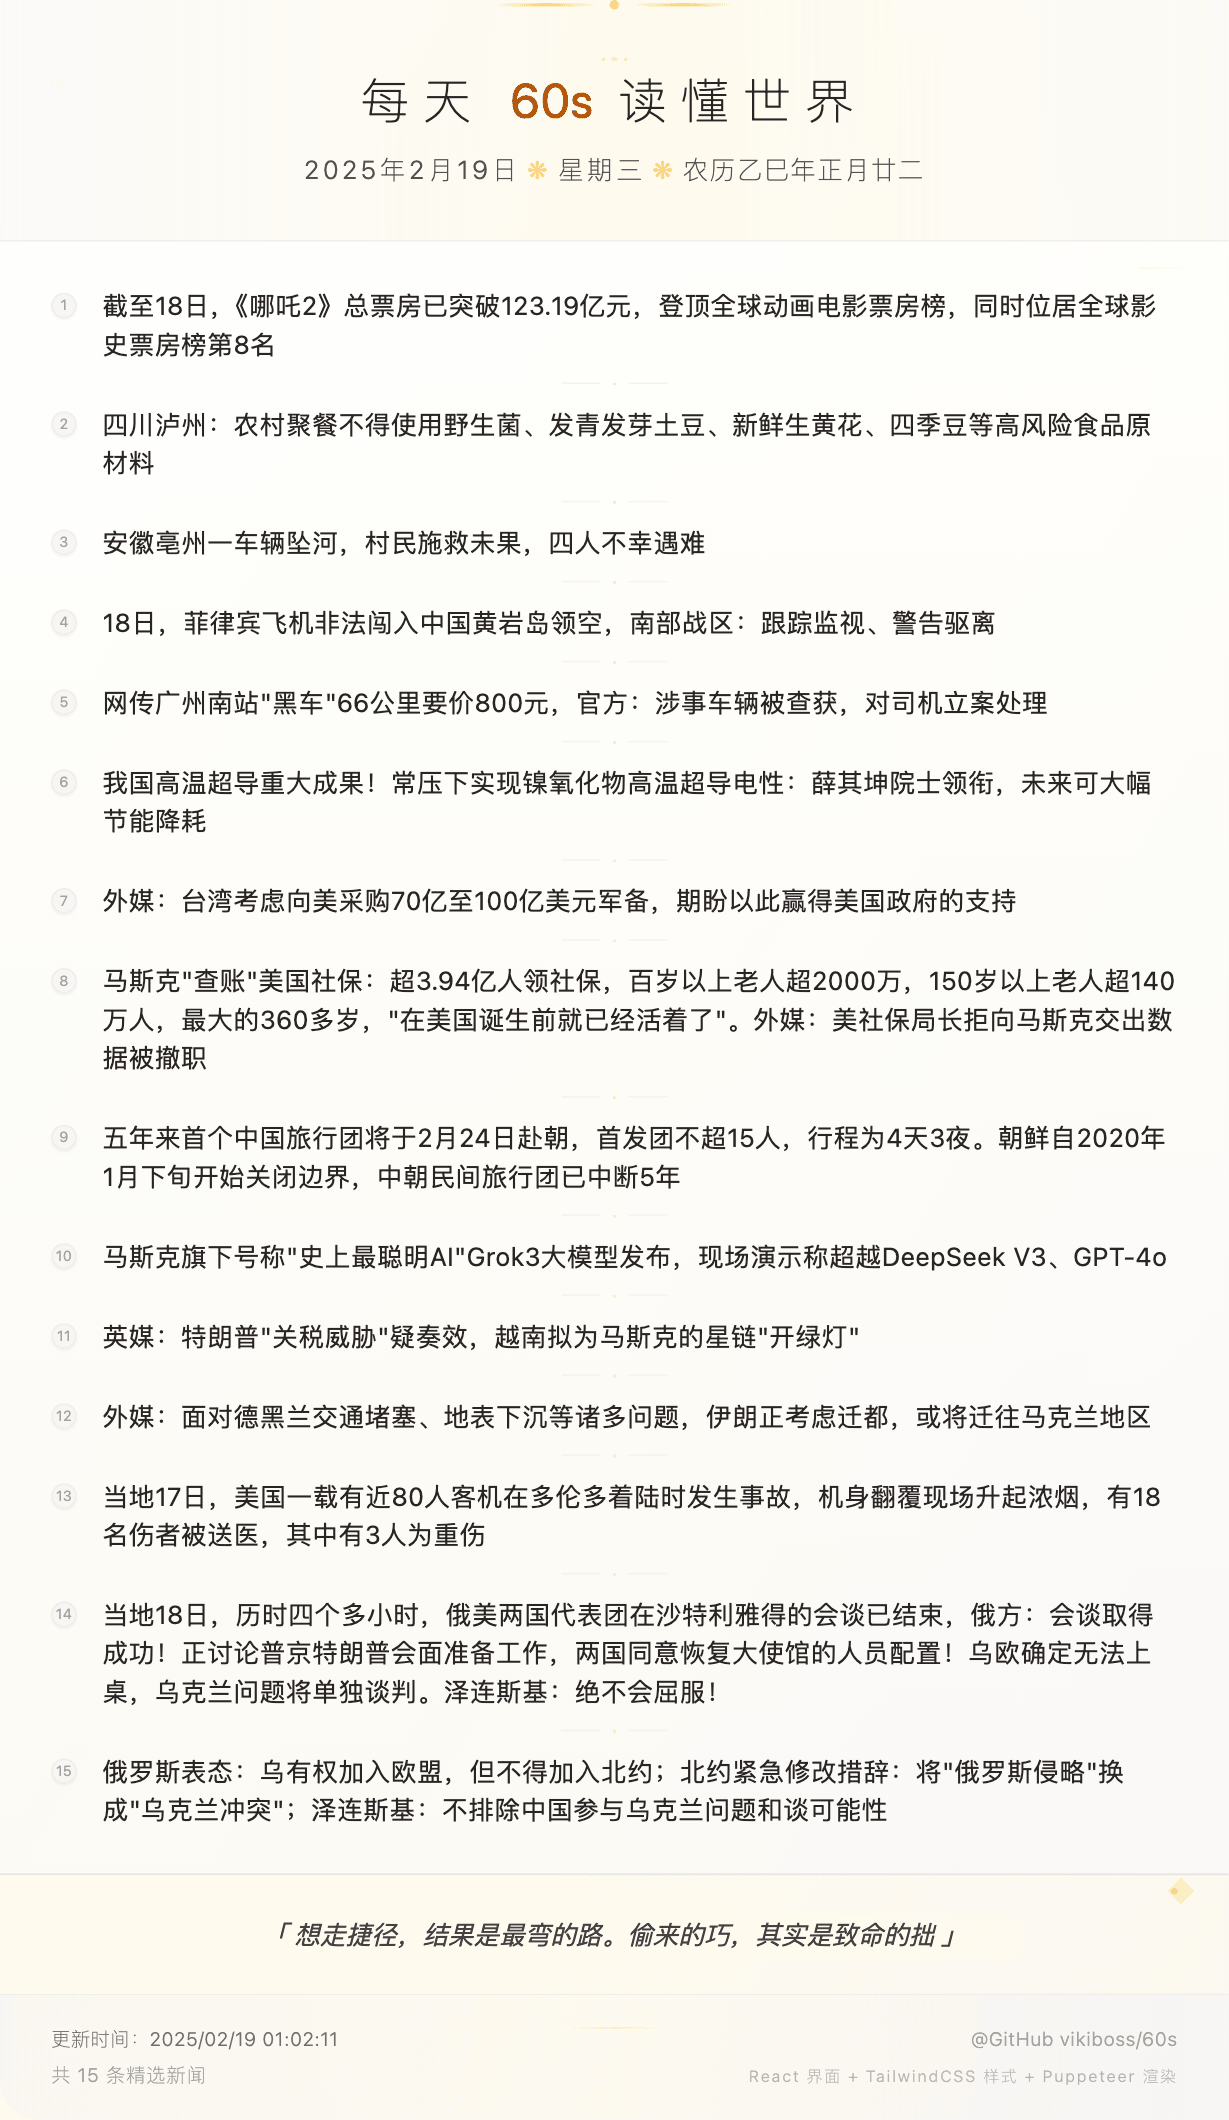 每天 60s 读懂世界
2025年2月19日 ❋ 星期三 ❋ 农历乙巳年正月廿二
1 截至18日，《哪吒2》总票房已突破123.19亿元，登顶全球动画电影票房榜，同时位居全球影
史票房榜第8名
2 四川泸州：农村聚餐不得使用野生菌、发青发芽土豆、新鲜生黄花、四季豆等高风险食品原
材料
3 安徽亳州一车辆坠河，村民施救未果，四人不幸遇难
4 18日，菲律宾飞机非法闯入中国黄岩岛领空，南部战区：跟踪监视、警告驱离
5 网传广州南站"黑车"66公里要价800元，官方：涉事车辆被查获，对司机立案处理
6 我国高温超导重大成果！常压下实现镍氧化物高温超导电性：薛其坤院士领衔，未来可大幅
节能降耗
7 外媒：台湾考虑向美采购70亿至100亿美元军备，期盼以此赢得美国政府的支持
8 马斯克"查账"美国社保：超3.94亿人领社保，百岁以上老人超2000万，150岁以上老人超140
万人，最大的360多岁，"在美国诞生前就已经活着了"。外媒：美社保局长拒向马斯克交出数
据被撤职
9 五年来首个中国旅行团将于2月24日赴朝，首发团不超15人，行程为4天3夜。朝鲜自2020年
1月下旬开始关闭边界，中朝民间旅行团已中断5年
10 马斯克旗下号称"史上最聪明AI"Grok3大模型发布，现场演示称超越DeepSeek V3、GPT-4o
11 英媒：特朗普"关税威胁"疑奏效，越南拟为马斯克的星链"开绿灯"
12 外媒：面对德黑兰交通堵塞、地表下沉等诸多问题，伊朗正考虑迁都，或将迁往马克兰地区
13 当地17日，美国一载有近80人客机在多伦多着陆时发生事故，机身翻覆现场升起浓烟，有18
名伤者被送医，其中有3人为重伤
14 当地18日，历时四个多小时，俄美两国代表团在沙特利雅得的会谈已结束，俄方：会谈取得
成功！正讨论普京特朗普会面准备工作，两国同意恢复大使馆的人员配置！乌欧确定无法上
桌，乌克兰问题将单独谈判。泽连斯基：绝不会屈服！
15 俄罗斯表态：乌有权加入欧盟，但不得加入北约；北约紧急修改措辞：将"俄罗斯侵略"换
成"乌克兰冲突"；泽连斯基：不排除中国参与乌克兰问题和谈可能性
「 想走捷径，结果是最弯的路。偷来的巧，其实是致命的拙 」
更新时间：2025/02/19 01:02:11
@GitHub vikiboss/60s
共 15 条精选新闻
React 界面 + TailwindCSS 样式 + Puppeteer 渲染